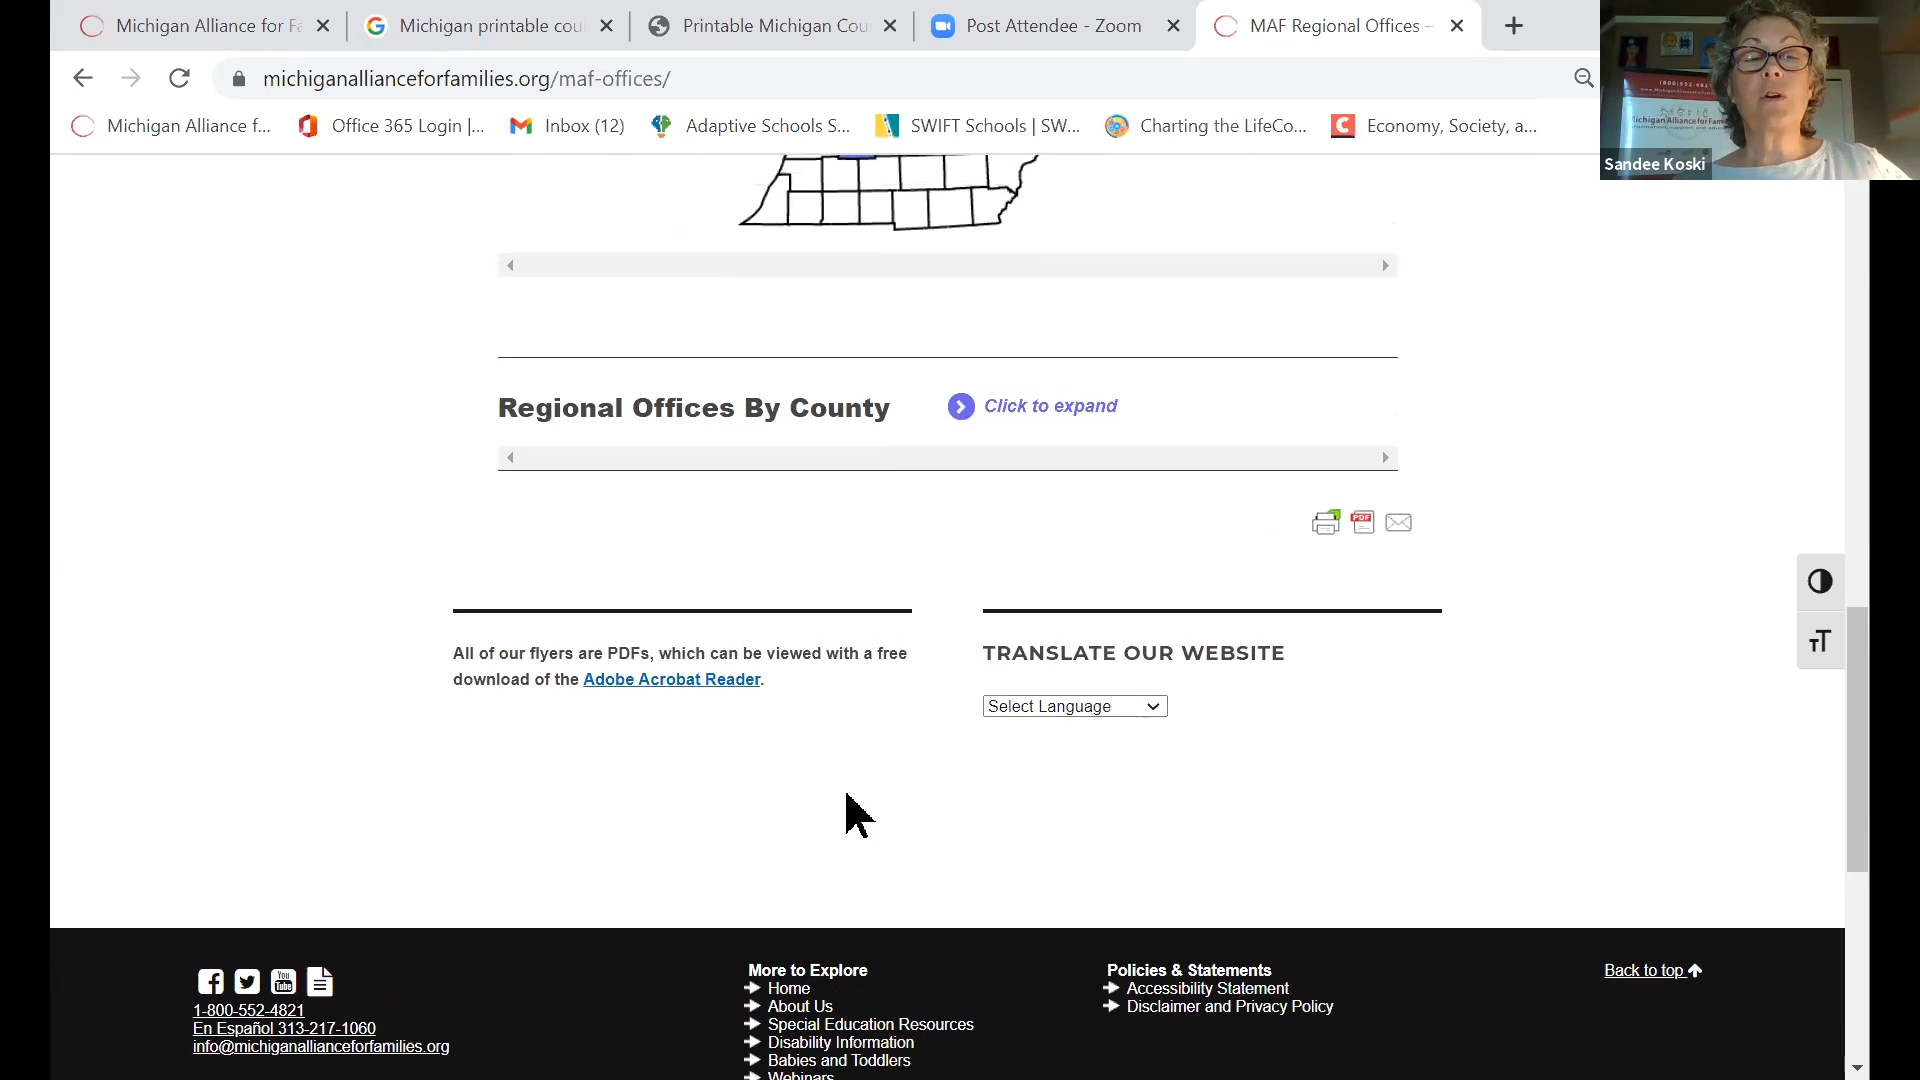 Michigan Alliance for Fa
Michigan printable cou
Printable Michigan Cou
Post Attendee - Zoom
MAF Regional Offices –
michiganallianceforfamilies.org/maf-offices/
Michigan Alliance f...
Office 365 Login |...
Inbox (12)
Adaptive Schools S...
SWIFT Schools | SW...
Charting the LifeCo...
Economy, Society, a...
Sandee Koski
Regional Offices By County
Click to expand
PDF
All of our flyers are PDFs, which can be viewed with a free
download of the Adobe Acrobat Reader.
TRANSLATE OUR WEBSITE
Select Language
You
Tube
1-800-552-4821
En Español 313-217-1060
info@michiganallianceforfamilies.org
More to Explore
Home
About Us
Special Education Resources
Disability Information
Babies and Toddlers
Webinars
Policies & Statements
Accessibility Statement
Disclaimer and Privacy Policy
Back to top